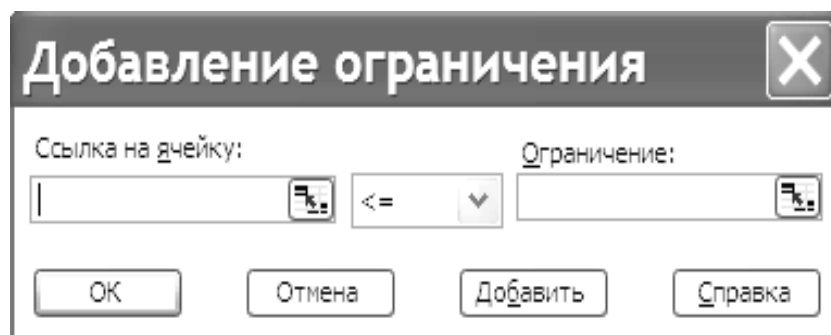 Добавление ограничения
Ссылка на ячейку: Ограничение:
<=
ОК Отмена Добавить Справка